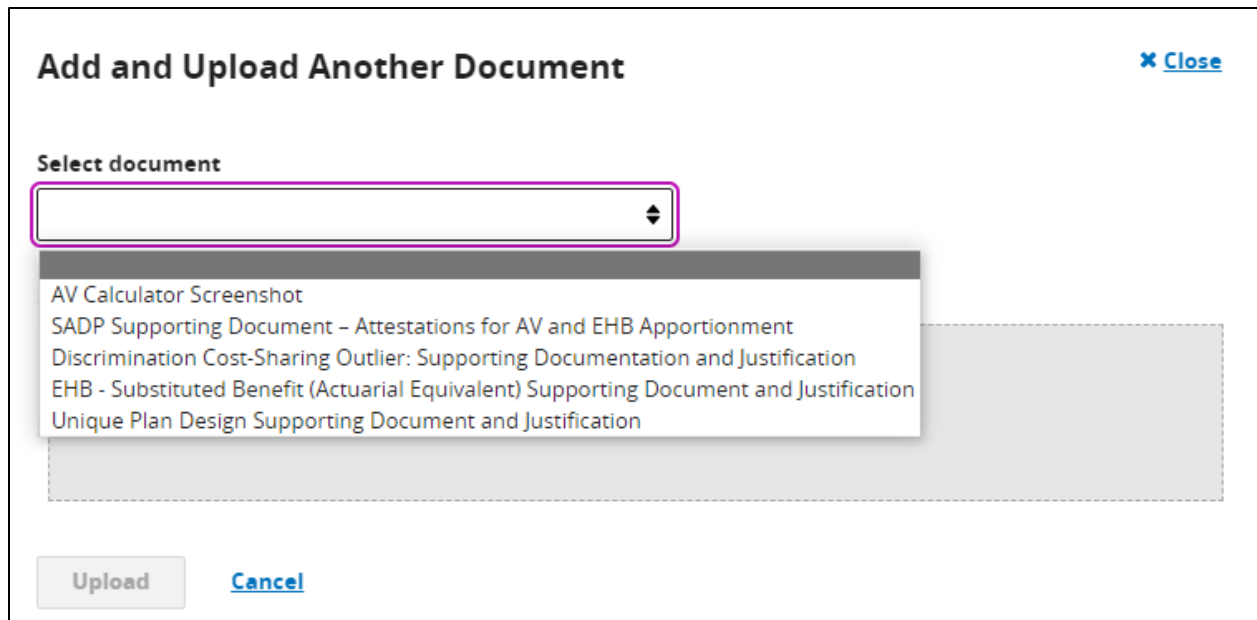 Add and Upload Another Document
✖ Close
Select document
AV Calculator Screenshot
SADP Supporting Document – Attestations for AV and EHB Apportionment
Discrimination Cost-Sharing Outlier: Supporting Documentation and Justification
EHB - Substituted Benefit (Actuarial Equivalent) Supporting Document and Justification
Unique Plan Design Supporting Document and Justification
Upload
Cancel